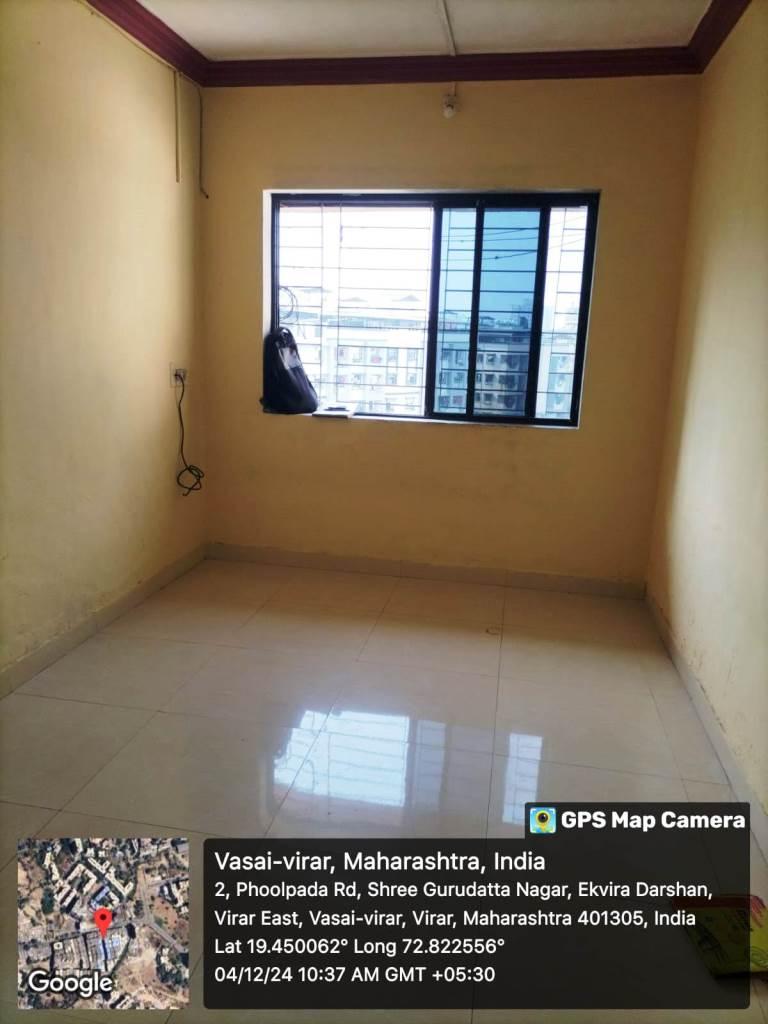 GPS Map Camera
Vasai-virar, Maharashtra, India
2, Phoolpada Rd, Shree Gurudatta Nagar, Ekvira Darshan,
Virar East, Vasai-virar, Virar, Maharashtra 401305, India
Lat 19.450062° Long 72.822556°
04/12/24 10:37 AM GMT +05:30
Google